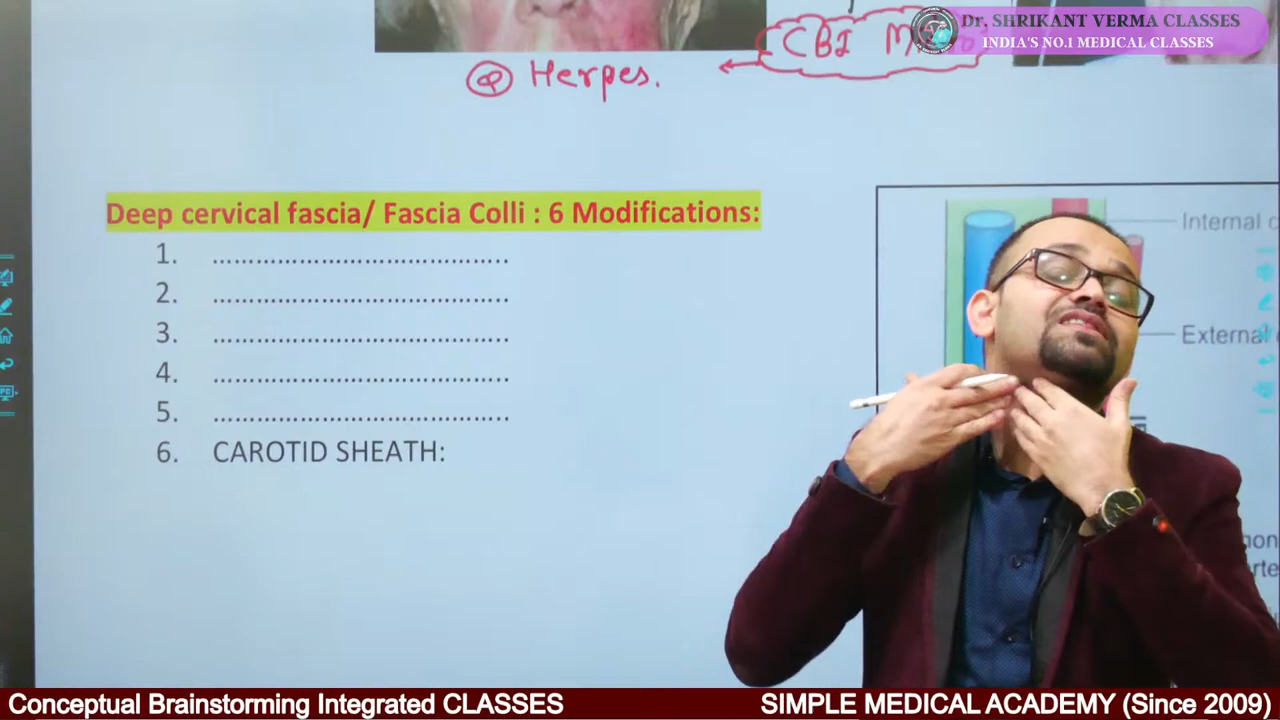 Dr. SHRIKANT VERMA CLASSES
INDIA'S NO.1 MEDICAL CLASSES
CBI
Herpes.
Deep cervical fascia/ Fascia Colli : 6 Modifications:
1. ........................................
2. ........................................
3. ........................................
4. ........................................
5. ........................................
6. CAROTID SHEATH:
Internal
External
Conceptual Brainstorming Integrated CLASSES
SIMPLE MEDICAL ACADEMY (Since 2009)